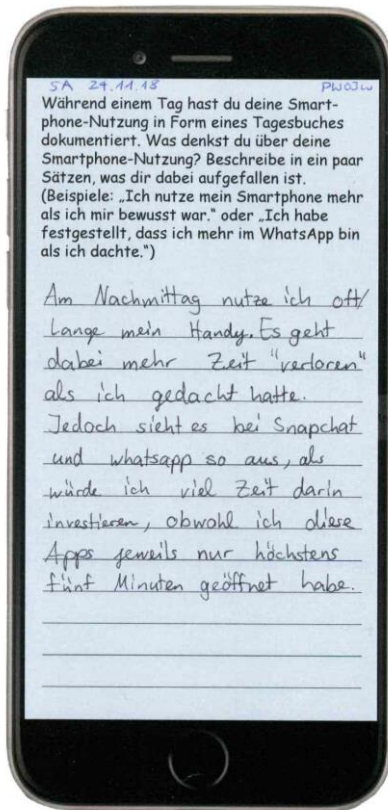 SA 24.11.18 PW03w
Während einem Tag hast du deine Smart-
phone-Nutzung in Form eines Tagesbuches
dokumentiert. Was denkst du über deine
Smartphone-Nutzung? Beschreibe in ein paar
Sätzen, was dir dabei aufgefallen ist.
(Beispiele: „Ich nutze mein Smartphone mehr
als ich mir bewusst war." oder „Ich habe
festgestellt, dass ich mehr im WhatsApp bin
als ich dachte.")
Am Nachmittag nutze ich oft/
lange mein Handy. Es geht
dabei mehr Zeit "verloren"
als ich gedacht hatte.
Jedoch sieht es bei Snapchat
und whatsapp so aus, als
würde ich viel Zeit darin
investieren, obwohl ich diese
Apps jeweils nur höchstens
fünf Minuten geöffnet habe.